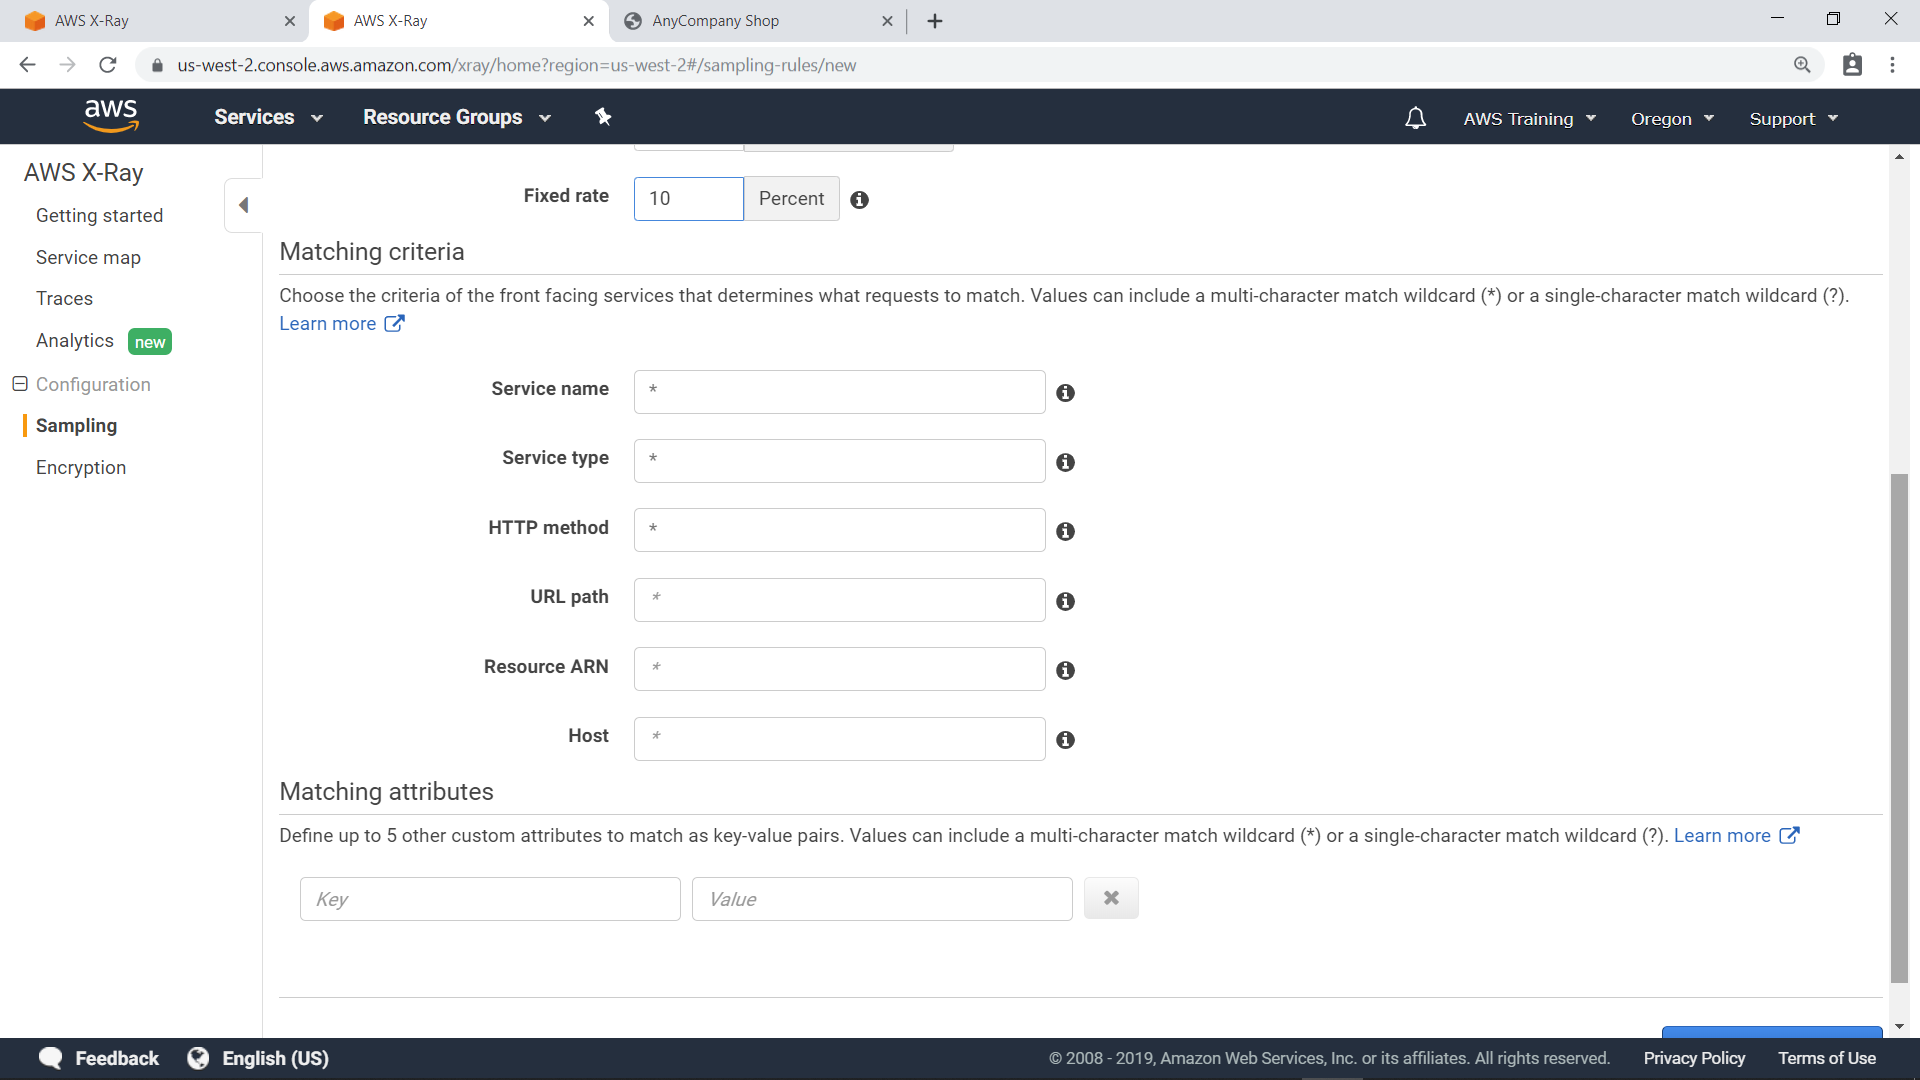 AWS X-Ray
AWS X-Ray
AnyCompany Shop
us-west-2.console.aws.amazon.com/xray/home?region=us-west-2#/sampling-rules/new
aws
Services
Resource Groups
AWS Training
Oregon
Support
AWS X-Ray
Getting started
Service map
Traces
Analytics new
Configuration
Sampling
Encryption
Fixed rate 10 Percent
Matching criteria
Choose the criteria of the front facing services that determines what requests to match. Values can include a multi-character match wildcard (*) or a single-character match wildcard (?).
Learn more
Service name *
Service type *
HTTP method *
URL path *
Resource ARN *
Host *
Matching attributes
Define up to 5 other custom attributes to match as key-value pairs. Values can include a multi-character match wildcard (*) or a single-character match wildcard (?). Learn more
Key Value
Feedback English (US)
© 2008 - 2019, Amazon Web Services, Inc. or its affiliates. All rights reserved. Privacy Policy Terms of Use